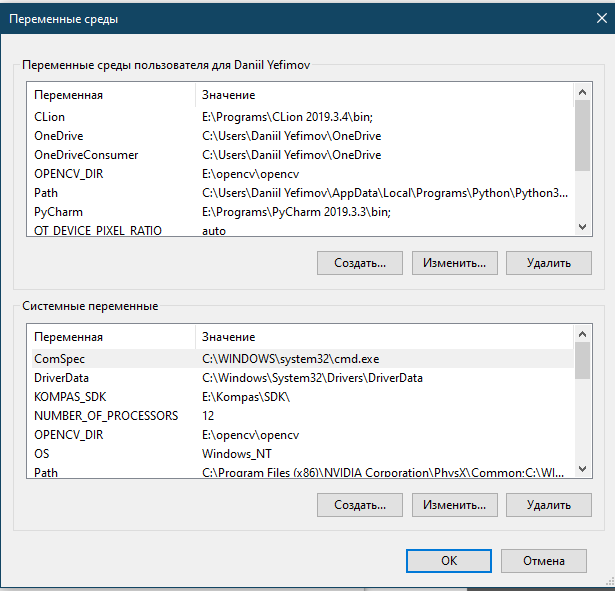 Переменные среды
Переменные среды пользователя для Daniil Yefimov
Переменная Значение
CLion E:\Programs\CLion 2019.3.4\bin;
OneDrive C:\Users\Daniil Yefimov\OneDrive
OneDriveConsumer C:\Users\Daniil Yefimov\OneDrive
OPENCV_DIR E:\opencv\opencv
Path C:\Users\Daniil Yefimov\AppData\Local\Programs\Python\Python3...
PyCharm E:\Programs\PyCharm 2019.3.3\bin;
QT_DEVICE_PIXEL_RATIO auto
Создать... Изменить... Удалить
Системные переменные
Переменная Значение
ComSpec C:\WINDOWS\system32\cmd.exe
DriverData C:\Windows\System32\Drivers\DriverData
KOMPAS_SDK E:\Kompas\SDK\
NUMBER_OF_PROCESSORS 12
OPENCV_DIR E:\opencv\opencv
OS Windows_NT
Path C:\Program Files (x86)\NVIDIA Corporation\PhysX\Common;C:\WI...
Создать... Изменить... Удалить
ОК Отмена